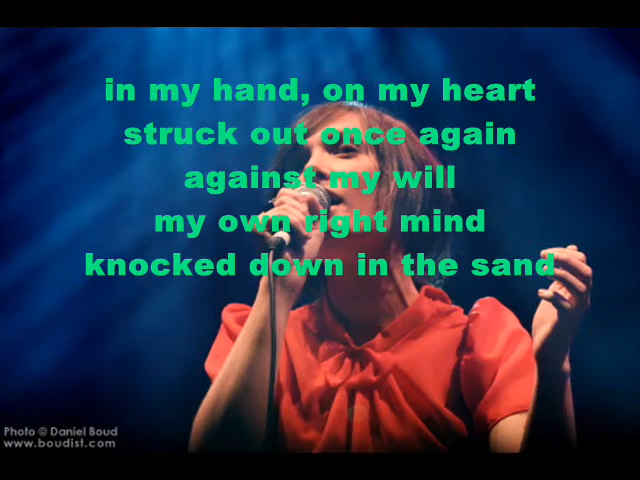 in my hand, on my heart
struck out once again
against my will
my own right mind
knocked down in the sand
Photo © Daniel Boud
www.boudist.com